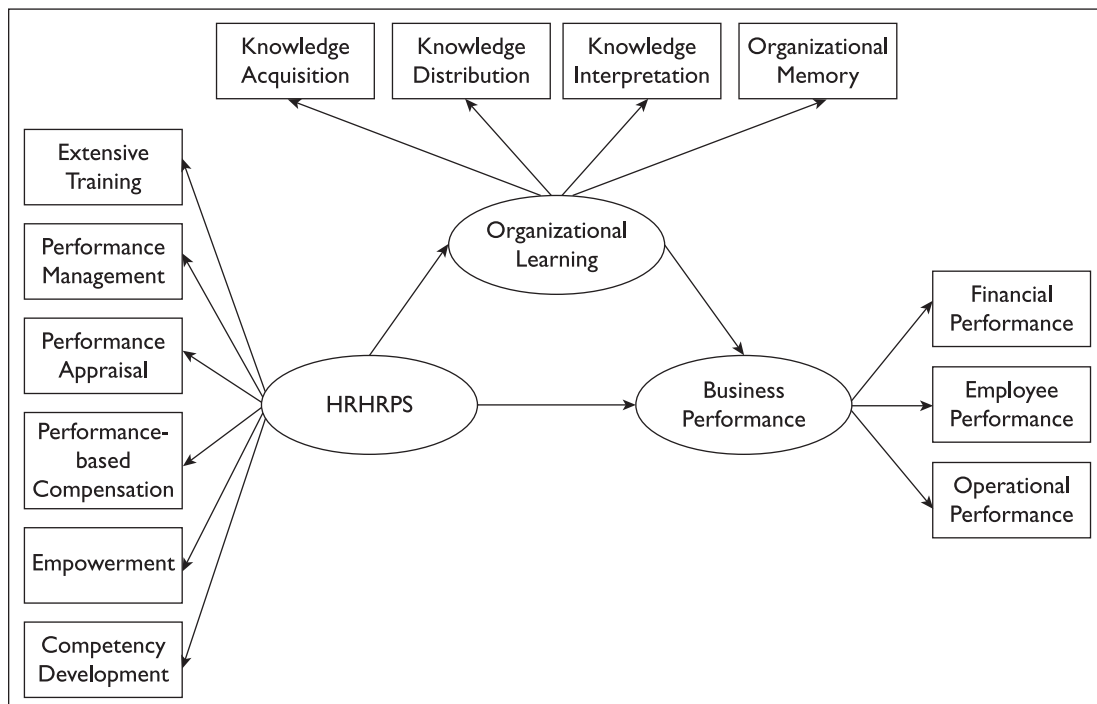 Knowledge
Acquisition
Knowledge
Distribution
Knowledge
Interpretation
Organizational
Memory
Extensive
Training
Performance
Management
Performance
Appraisal
Performance-
based
Compensation
Empowerment
Competency
Development
Organizational
Learning
HRHRPS
Business
Performance
Financial
Performance
Employee
Performance
Operational
Performance